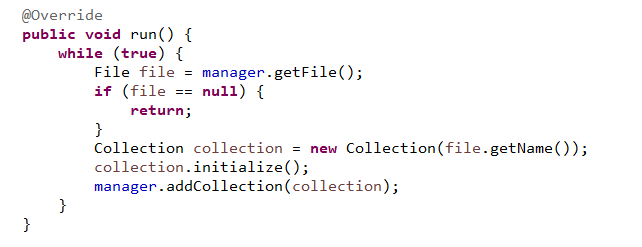 @Override
public void run() {
    while (true) {
        File file = manager.getFile();
        if (file == null) {
            return;
        }
        Collection collection = new Collection(file.getName());
        collection.initialize();
        manager.addCollection(collection);
    }
}